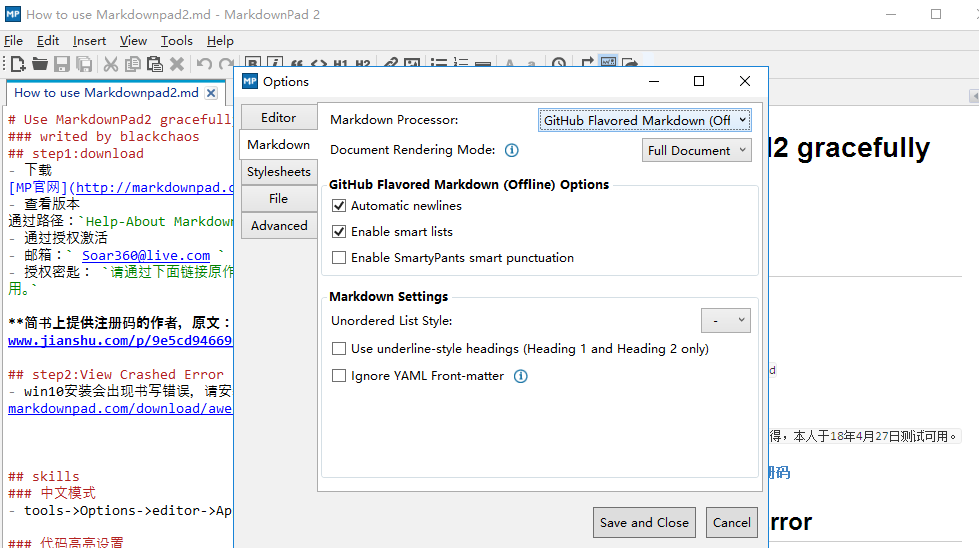 How to use Markdownpad2.md - MarkdownPad 2
File Edit Insert View Tools Help
How to use Markdownpad2.md
# Use MarkdownPad2 gracefully
### writed by blackchaos
## step1:download
- 下载
[MP官网](http://markdownpad.c
- 查看版本
通过路径：`Help-About Markdown
- 通过授权激活
- 邮箱：` Soar360@live.com `
- 授权密匙： `请通过下面链接原作
用。`
**简书上提供注册码的作者，原文：
www.jianshu.com/p/9e5cd94669
## step2:View Crashed Error
- win10安装会出现书写错误，请安
markdownpad.com/download/awe
## skills
### 中文模式
- tools->Options->editor->Ap
### 代码高亮设置
Options
Editor
Markdown
Stylesheets
File
Advanced
Markdown Processor: GitHub Flavored Markdown (Off
Document Rendering Mode: Full Document
GitHub Flavored Markdown (Offline) Options
Automatic newlines
Enable smart lists
Enable SmartyPants smart punctuation
Markdown Settings
Unordered List Style: -
Use underline-style headings (Heading 1 and Heading 2 only)
Ignore YAML Front-matter
Save and Close Cancel
d2 gracefully
d
得，本人于18年4月27日测试可用。
册码
rror